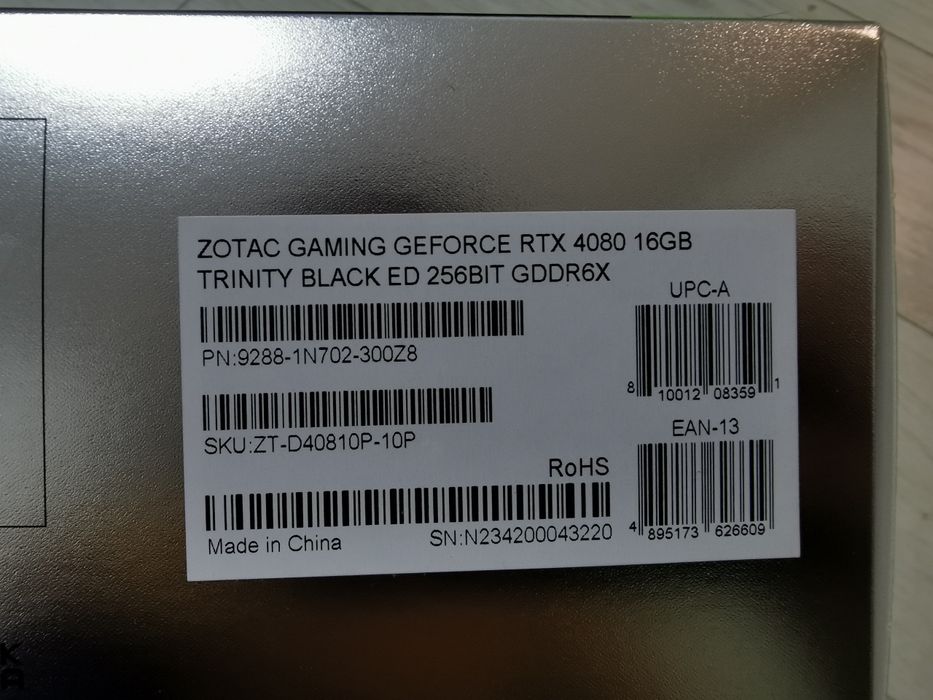 ZOTAC GAMING GEFORCE RTX 4080 16GB
TRINITY BLACK ED 256BIT GDDR6X
UPC-A
PN:9288-1N702-300Z8
8 10012 08359 1
SKU:ZT-D40810P-10P
EAN-13
RoHS
4 895173 626609
Made in China
SN:N234200043220